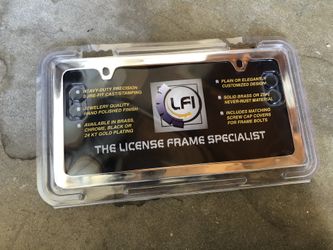 HEAVY-DUTY PRECISION
SURE-FIT CAST/STAMPING
JEWELERY QUALITY
HAND POLISHED FINISH
AVAILABLE IN BRASS,
CHROME, BLACK OR
24 KT GOLD PLATING
LFI
PLAIN OR ELEGANTLY
CUSTOMIZED DESIGN
SOLID BRASS OR ZINC
NEVER-RUST MATERIAL
INCLUDES MATCHING
SCREW CAP COVERS
FOR FRAME BOLTS
THE LICENSE FRAME SPECIALIST